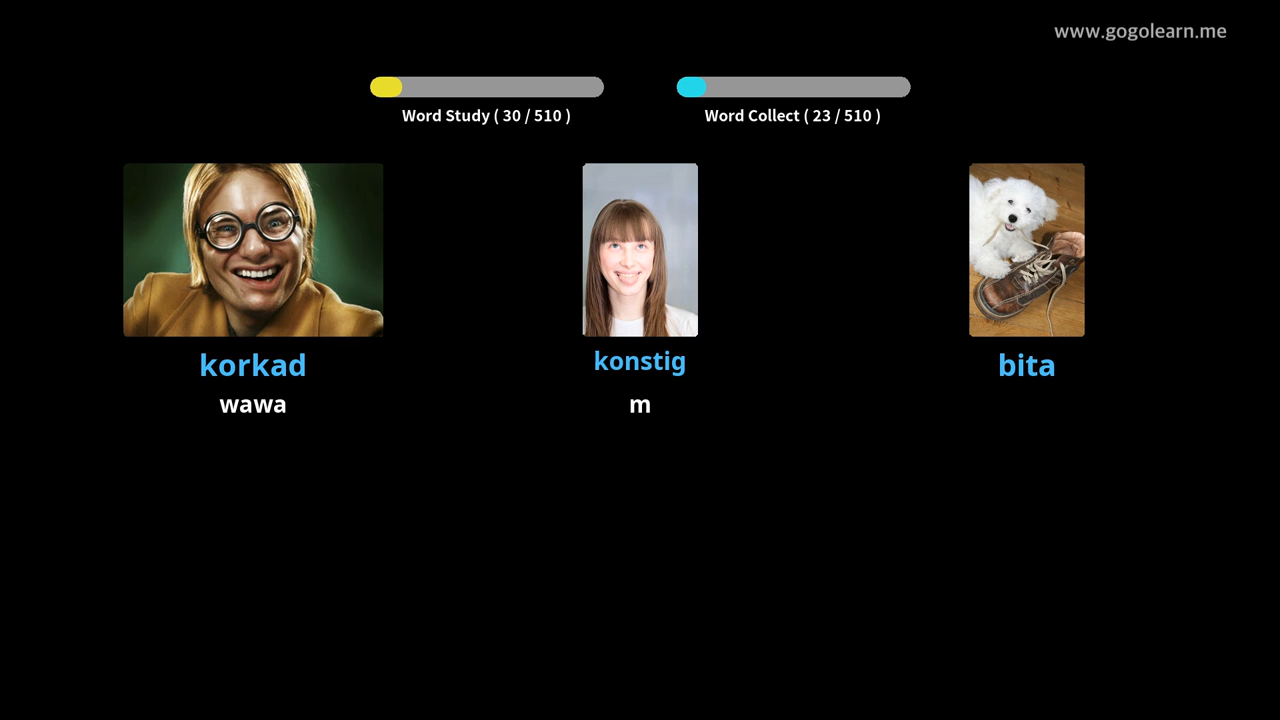 www.gogolearn.me
Word Study ( 30 / 510 )
Word Collect ( 23 / 510 )
korkad
konstig
bita
wawa
m